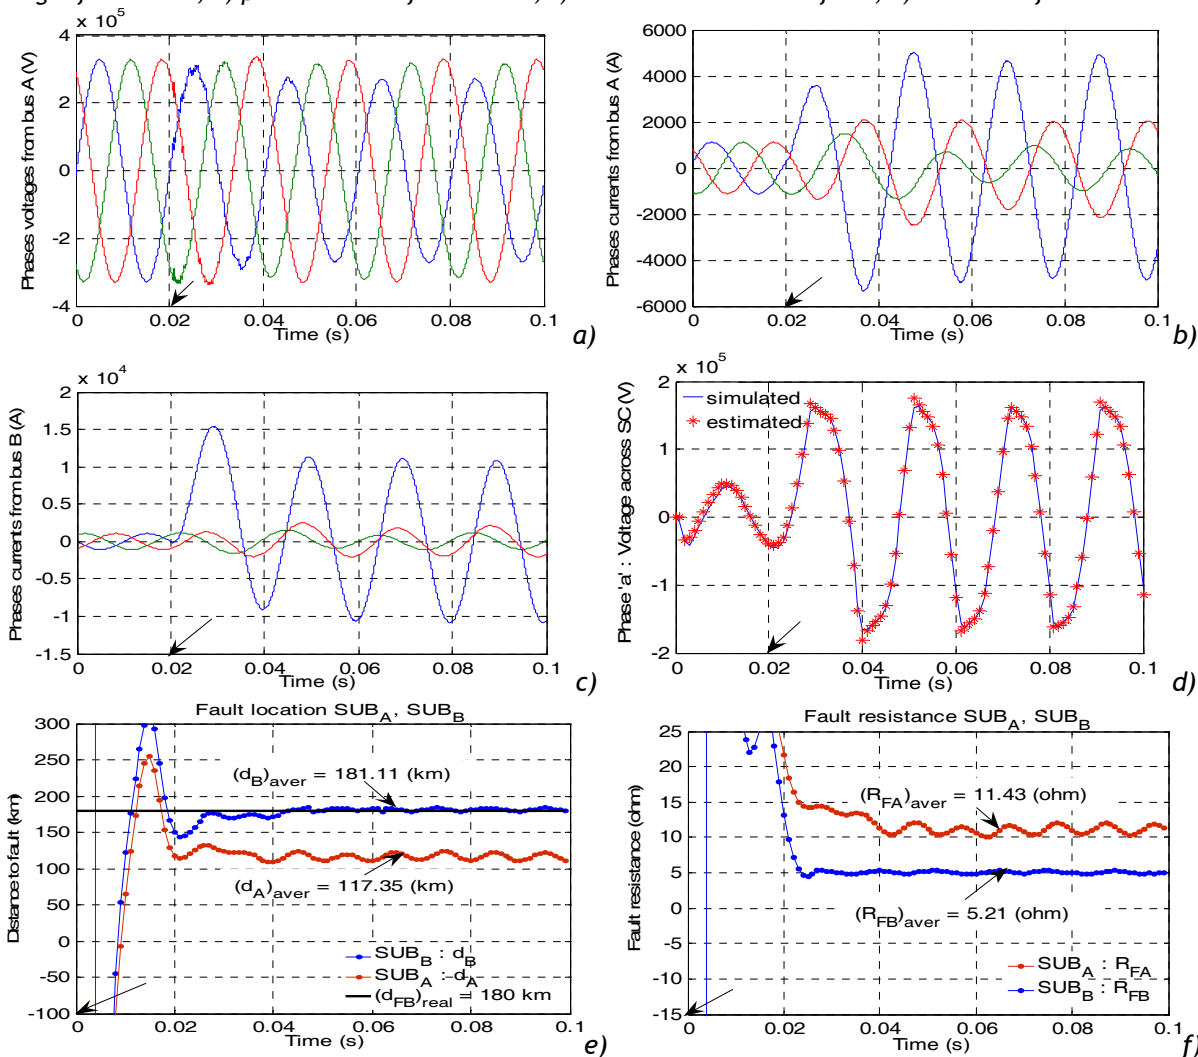 x 10^5
4
2
0
-2
-4
0 0.02 0.04 0.06 0.08 0.1
Time (s)
Phases voltages from bus A (V)
a)
6000
4000
2000
0
-2000
-4000
-6000
0 0.02 0.04 0.06 0.08 0.1
Time (s)
Phases currents from bus A (A)
b)
x 10^4
2
1.5
1
0.5
0
-0.5
-1
-1.5
0 0.02 0.04 0.06 0.08 0.1
Time (s)
Phases currents from bus B (A)
c)
x 10^5
2
1
0
-1
-2
simulated
estimated
0 0.02 0.04 0.06 0.08 0.1
Time (s)
Phase 'a' : Voltage across SC (V)
d)
Fault location SUB_A, SUB_B
300
250
200
150
100
50
0
-50
-100
(d_B)_aver = 181.11 (km)
(d_A)_aver = 117.35 (km)
SUB_B : d_B
SUB_A : d_A
(d_FB)_real = 180 km
0 0.02 0.04 0.06 0.08 0.1
Time (s)
Distance to fault (km)
e)
Fault resistance SUB_A, SUB_B
25
20
15
10
5
0
-5
-10
-15
(R_FA)_aver = 11.43 (ohm)
(R_FB)_aver = 5.21 (ohm)
SUB_A : R_FA
SUB_B : R_FB
0 0.02 0.04 0.06 0.08 0.1
Time (s)
Fault resistance (ohm)
f)